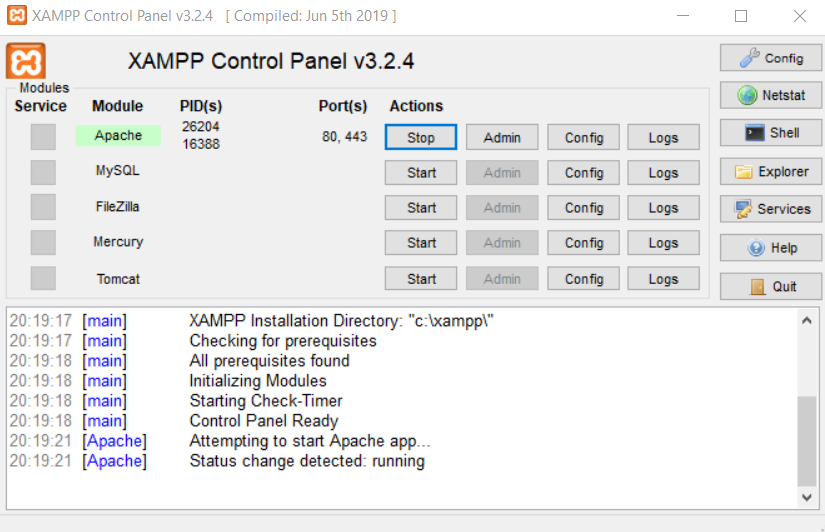 XAMPP Control Panel v3.2.4 [ Compiled: Jun 5th 2019 ]
XAMPP Control Panel v3.2.4
Config
Modules
Service Module PID(s) Port(s) Actions
Netstat
Apache 26204 16388 80, 443 Stop Admin Config Logs
Shell
MySQL Start Admin Config Logs
Explorer
FileZilla Start Admin Config Logs
Services
Mercury Start Admin Config Logs
Help
Tomcat Start Admin Config Logs
Quit
20:19:17 [main] XAMPP Installation Directory: "c:\xampp\"
20:19:17 [main] Checking for prerequisites
20:19:18 [main] All prerequisites found
20:19:18 [main] Initializing Modules
20:19:18 [main] Starting Check-Timer
20:19:18 [main] Control Panel Ready
20:19:21 [Apache] Attempting to start Apache app...
20:19:21 [Apache] Status change detected: running